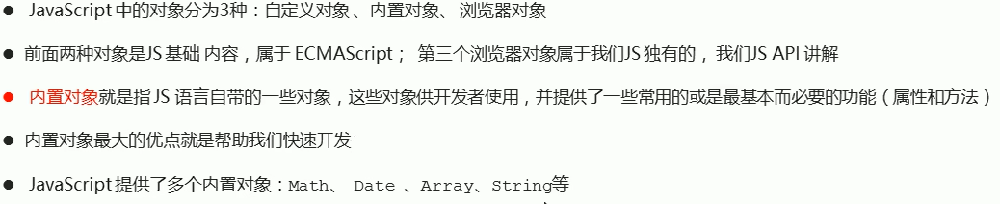 ● JavaScript 中的对象分为3种：自定义对象 、内置对象、 浏览器对象
● 前面两种对象是JS 基础 内容，属于 ECMAScript； 第三个浏览器对象属于我们JS 独有的， 我们JS API 讲解
● 内置对象就是指 JS 语言自带的一些对象，这些对象供开发者使用，并提供了一些常用的或是最基本而必要的功能（属性和方法）
● 内置对象最大的优点就是帮助我们快速开发
● JavaScript 提供了多个内置对象：Math、 Date 、Array、String等